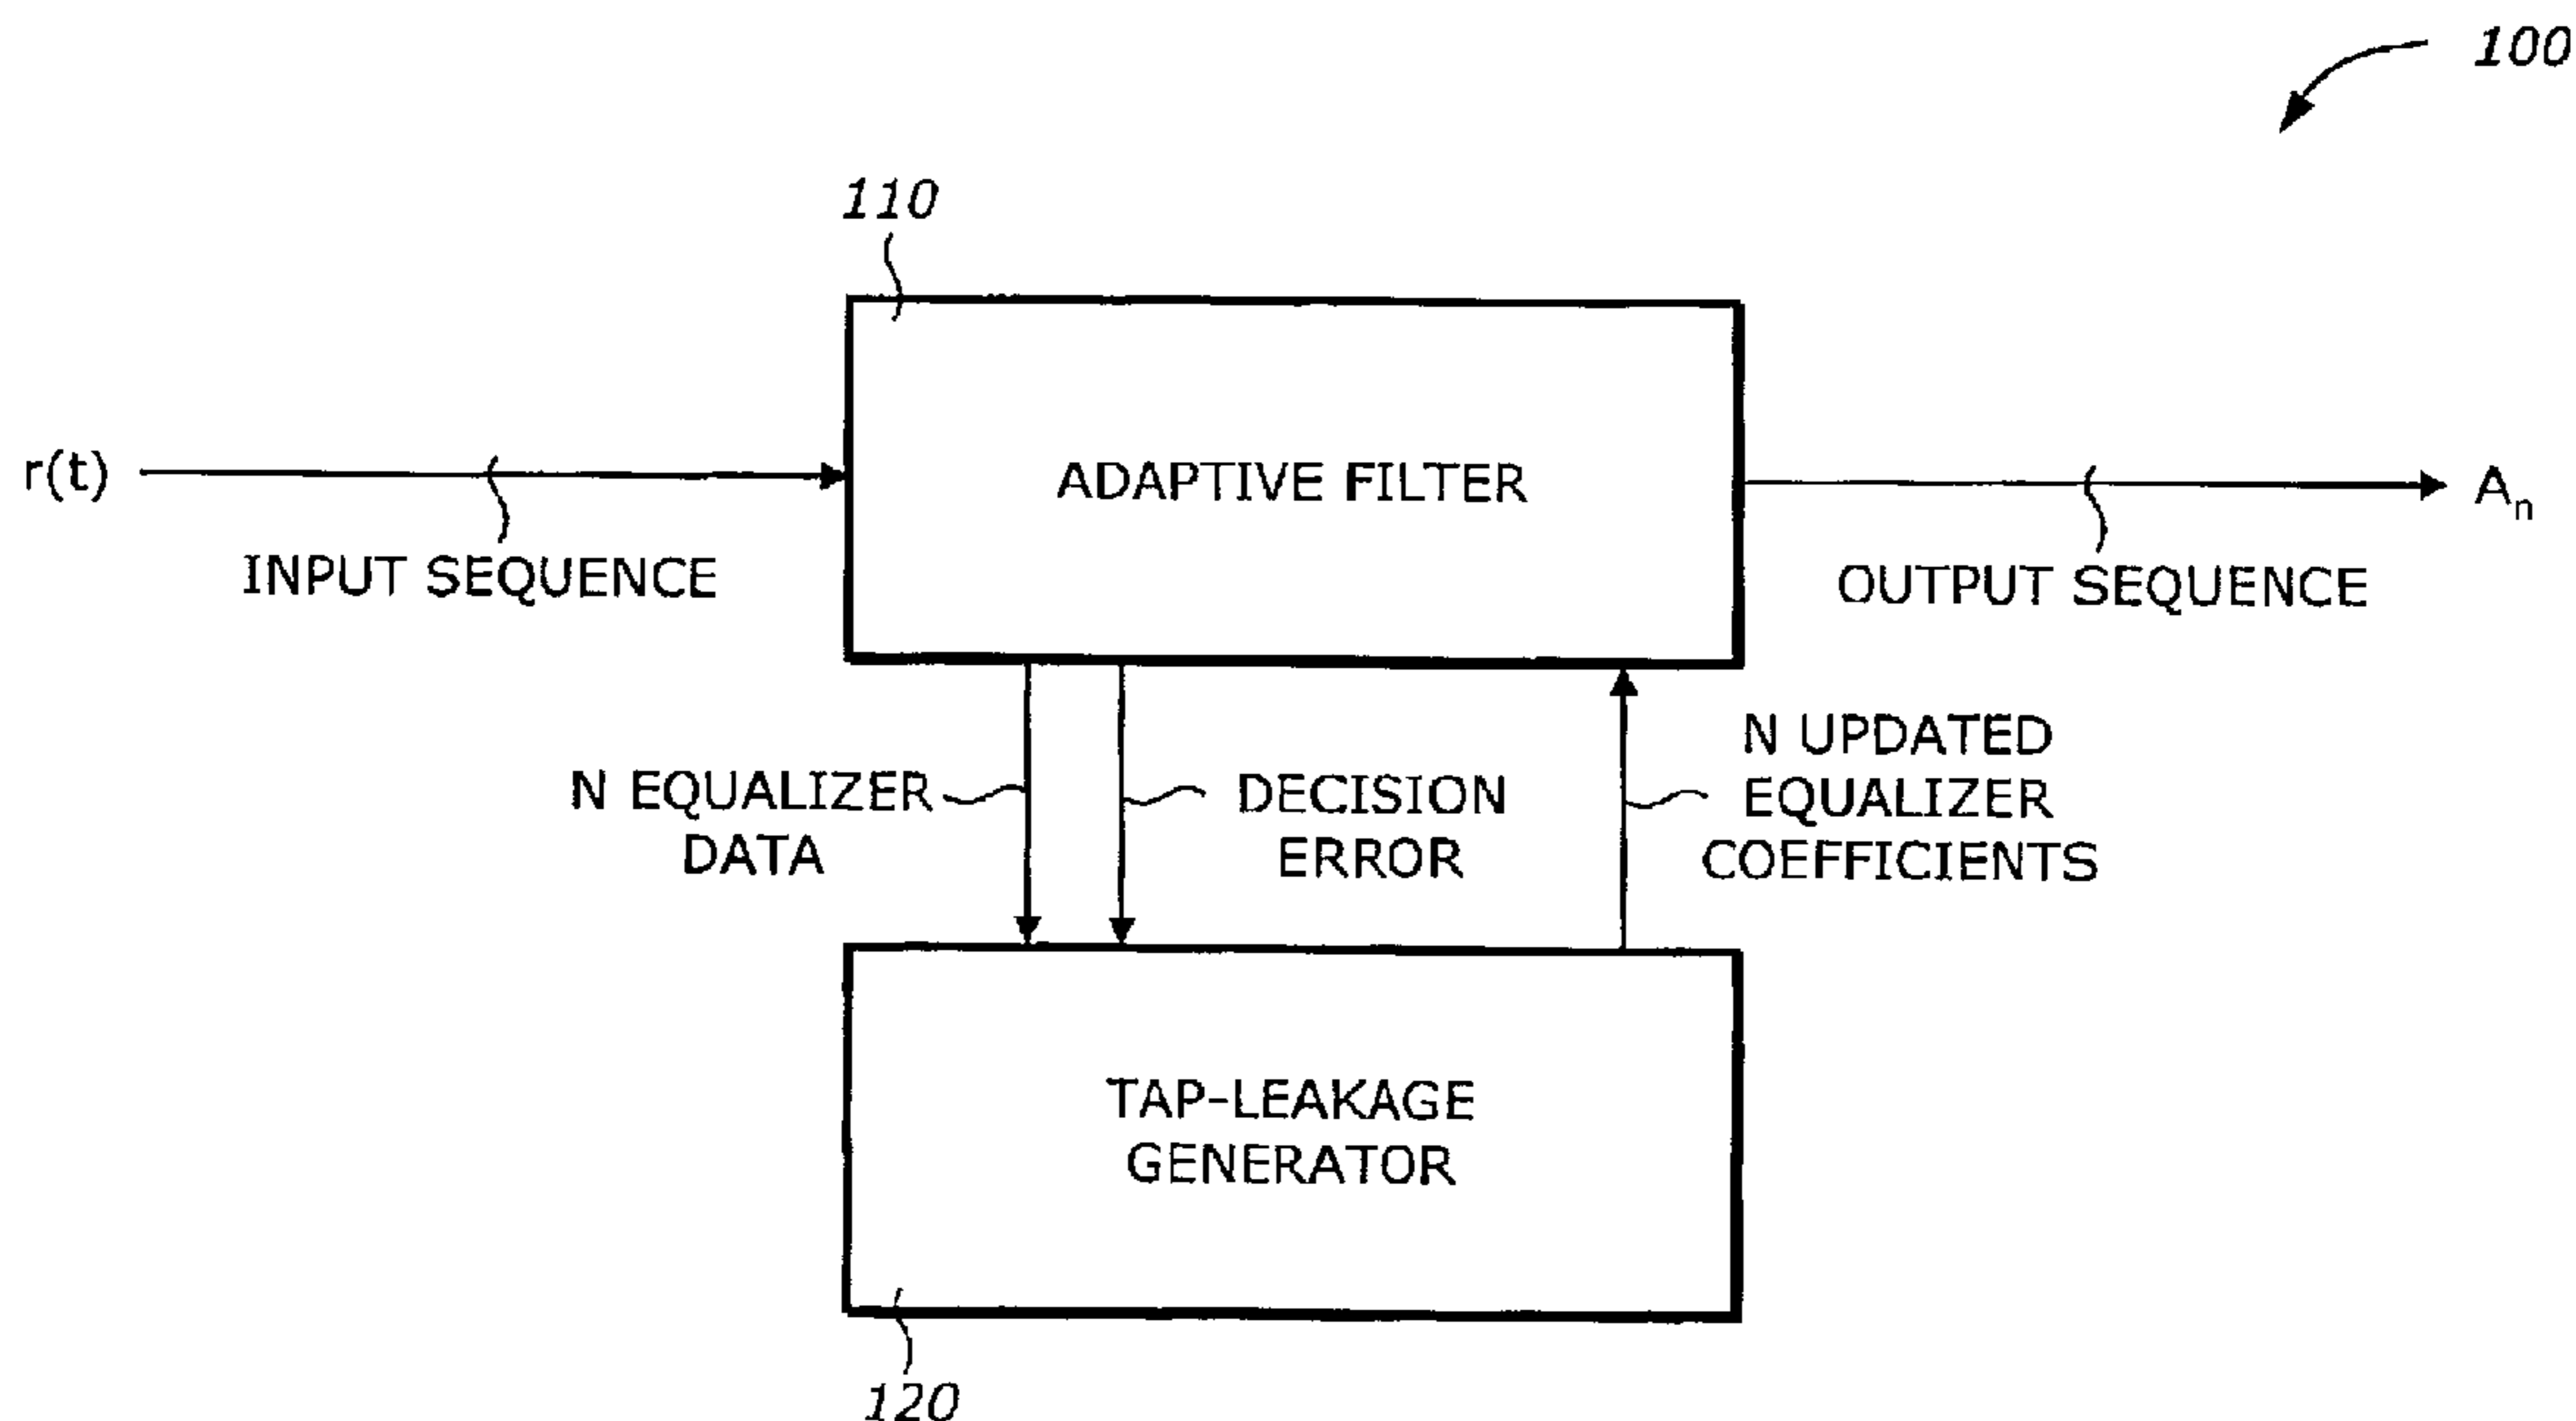 100
110
r(t)
ADAPTIVE FILTER
Aₙ
INPUT SEQUENCE
OUTPUT SEQUENCE
N EQUALIZER
DATA
DECISION
ERROR
N UPDATED
EQUALIZER
COEFFICIENTS
TAP-LEAKAGE
GENERATOR
120